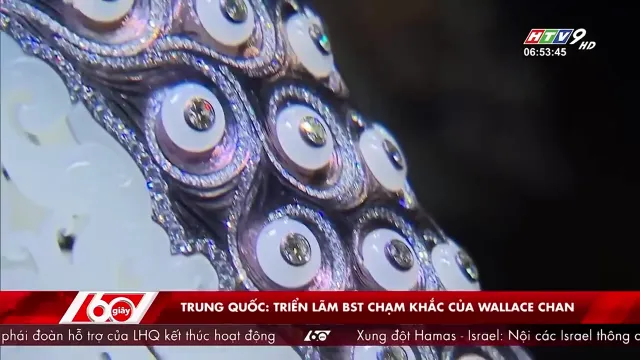 HTV9 HD
06:53:45
60 giây
TRUNG QUỐC: TRIỂN LÃM BST CHẠM KHẮC CỦA WALLACE CHAN
phái đoàn hỗ trợ của LHQ kết thúc hoạt động 60 Xung đột Hamas - Israel: Nội các Israel thông